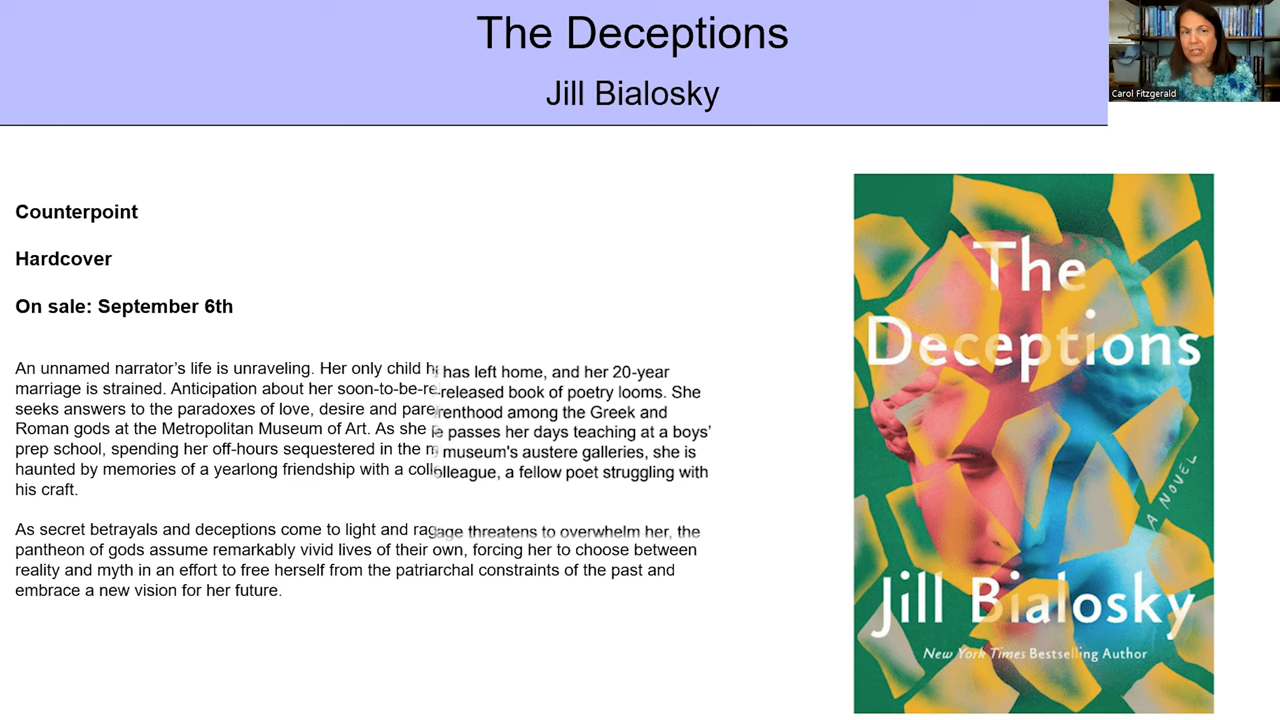 The Deceptions
Jill Bialosky
Carol Fitzgerald
Counterpoint
Hardcover
On sale: September 6th
An unnamed narrator's life is unraveling. Her only child has left home, and her 20-year
marriage is strained. Anticipation about her soon-to-be-released book of poetry looms. She
seeks answers to the paradoxes of love, desire and parenthood among the Greek and
Roman gods at the Metropolitan Museum of Art. As she passes her days teaching at a boys'
prep school, spending her off-hours sequestered in the museum's austere galleries, she is
haunted by memories of a yearlong friendship with a colleague, a fellow poet struggling with
his craft.
As secret betrayals and deceptions come to light and rage threatens to overwhelm her, the
pantheon of gods assume remarkably vivid lives of their own, forcing her to choose between
reality and myth in an effort to free herself from the patriarchal constraints of the past and
embrace a new vision for her future.
The
Deceptions
A NOVEL
Jill Bialosky
New York Times Bestselling Author